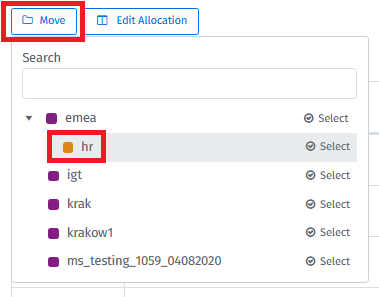 Move Edit Allocation
Search
emea Select
hr Select
igt Select
krak Select
krakow1 Select
ms_testing_1059_04082020 Select